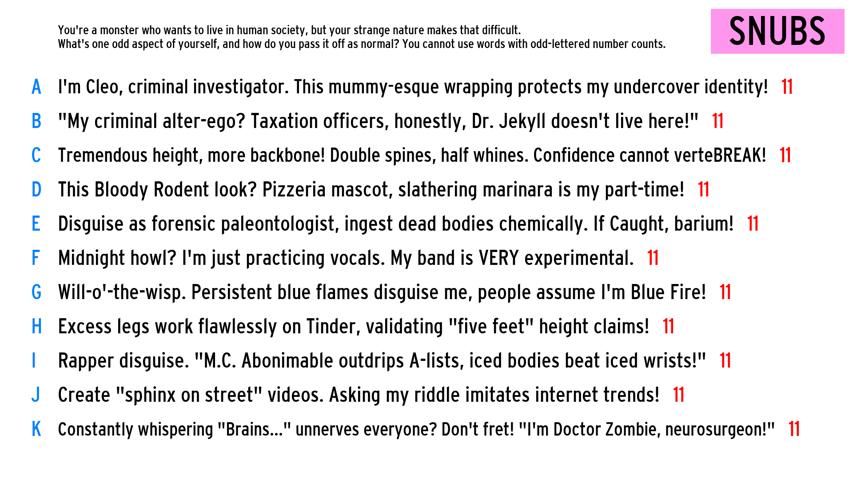 You're a monster who wants to live in human society, but your strange nature makes that difficult.
What's one odd aspect of yourself, and how do you pass it off as normal? You cannot use words with odd-lettered number counts.
SNUBS
A I'm Cleo, criminal investigator. This mummy-esque wrapping protects my undercover identity! 11
B "My criminal alter-ego? Taxation officers, honestly, Dr. Jekyll doesn't live here!" 11
C Tremendous height, more backbone! Double spines, half whines. Confidence cannot verteBREAK! 11
D This Bloody Rodent look? Pizzeria mascot, slathering marinara is my part-time! 11
E Disguise as forensic paleontologist, ingest dead bodies chemically. If Caught, barium! 11
F Midnight howl? I'm just practicing vocals. My band is VERY experimental. 11
G Will-o'-the-wisp. Persistent blue flames disguise me, people assume I'm Blue Fire! 11
H Excess legs work flawlessly on Tinder, validating "five feet" height claims! 11
I Rapper disguise. "M.C. Abonimable outdrips A-lists, iced bodies beat iced wrists!" 11
J Create "sphinx on street" videos. Asking my riddle imitates internet trends! 11
K Constantly whispering "Brains..." unnerves everyone? Don't fret! "I'm Doctor Zombie, neurosurgeon!" 11